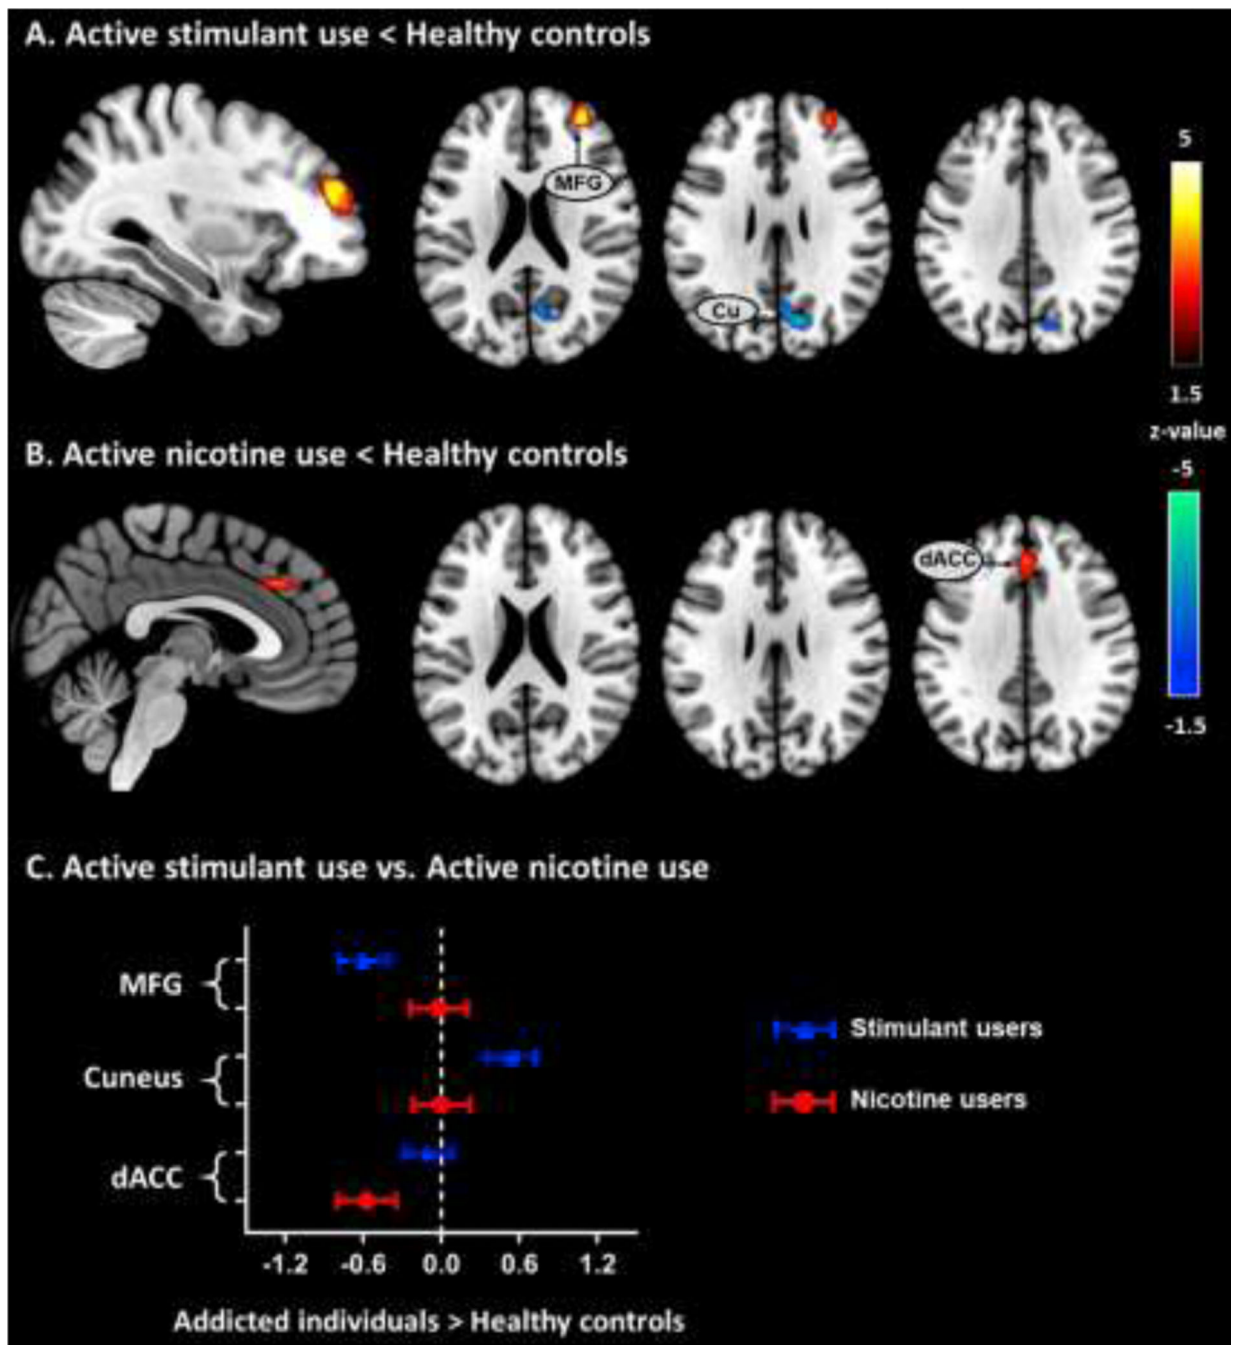 A. Active stimulant use < Healthy controls
MFG
Cu
5
1.5
z-value
B. Active nicotine use < Healthy controls
-5
dACC
-1.5
C. Active stimulant use vs. Active nicotine use
MFG
Stimulant users
Cuneus
Nicotine users
dACC
-1.2 -0.6 0.0 0.6 1.2
Addicted individuals > Healthy controls